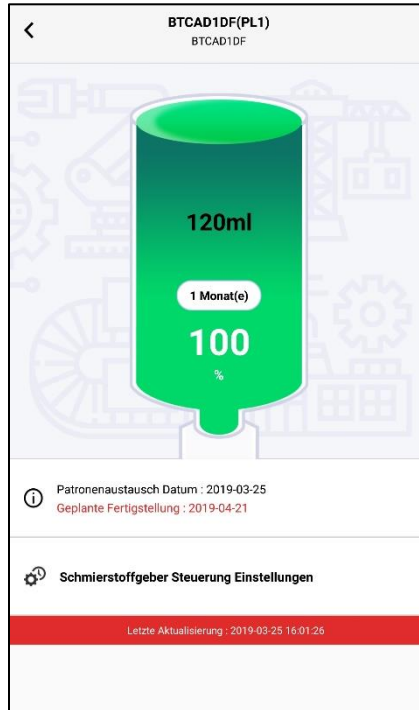 BTCAD1DF(PL1)
BTCAD1DF
120ml
1 Monat(e)
100
%
Patronenaustausch Datum : 2019-03-25
Geplante Fertigstellung : 2019-04-21
Schmierstoffgeber Steuerung Einstellungen
Letzte Aktualisierung : 2019-03-25 16:01:26